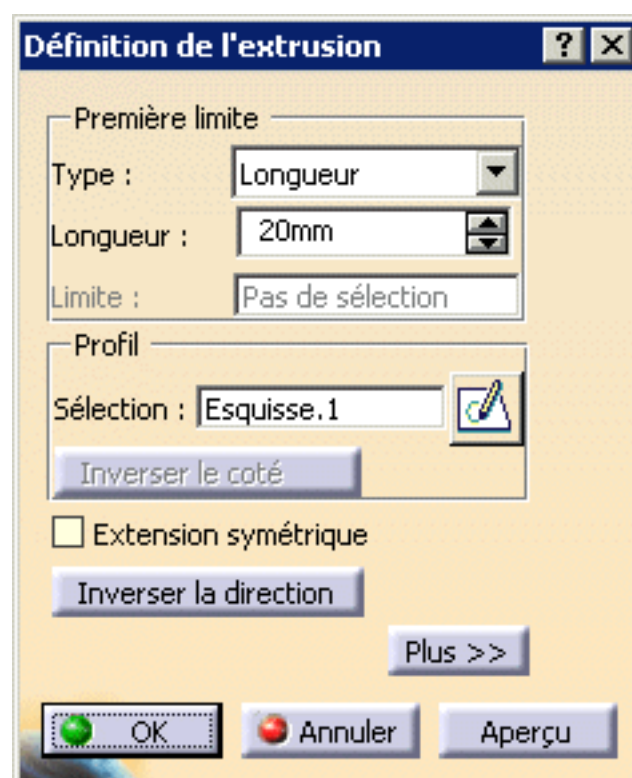 Définition de l'extrusion ? X
Première limite
Type : Longueur
Longueur : 20mm
Limite : Pas de sélection
Profil
Sélection : Esquisse.1
Inverser le coté
Extension symétrique
Inverser la direction
Plus >>
OK Annuler Aperçu